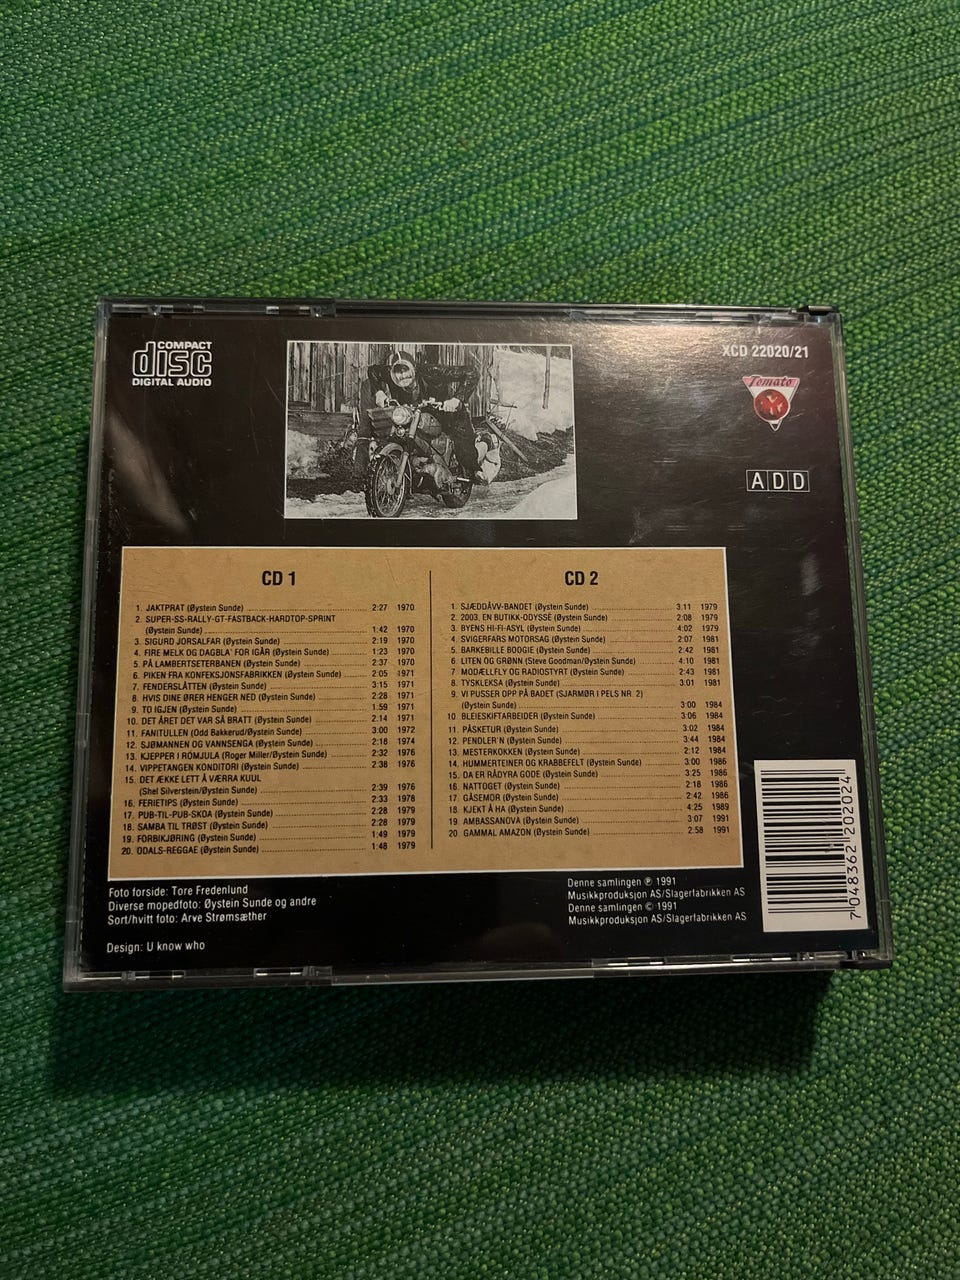 COMPACT
disc
DIGITAL AUDIO
XCD 22020/21
Tomato
ADD
CD 1
1. JAKTPRAT (Øystein Sunde) 2:27 1970
2. SUPER-SS-RALLY-GT-FASTBACK-HARDTOP-SPRINT
(Øystein Sunde) 1:42 1970
3. SIGURD JORSALFAR (Øystein Sunde) 2:19 1970
4. FIRE MELK OG DAGBLA' FOR IGÅR (Øystein Sunde) 1:23 1970
5. PÅ LAMBERTSETERBANEN (Øystein Sunde) 2:37 1970
6. PIKEN FRA KONFEKSJONSFABRIKKEN (Øystein Sunde) 2:05 1971
7. FENDERSLÅTTEN (Øystein Sunde) 3:15 1971
8. HVIS DINE ØRER HENGER NED (Øystein Sunde) 2:28 1971
9. TO IGJEN (Øystein Sunde) 1:59 1971
10. DET ÅRET DET VAR SÅ BRATT (Øystein Sunde) 2:14 1971
11. FANITULLEN (Odd Bakkerud/Øystein Sunde) 3:00 1972
12. SJØMANNEN OG VANNSENGA (Øystein Sunde) 2:18 1974
13. KJEPPER I RÓMJULA (Roger Miller/Øystein Sunde) 2:32 1976
14. VIPPETANGEN KONDITORI (Øystein Sunde) 2:38 1976
15. DET ÆKKE LETT Å VÆRRA KUUL
(Shel Silverstein/Øystein Sunde) 2:39 1976
16. FERIETIPS (Øystein Sunde) 2:33 1978
17. PUB-TIL-PUB-SKOA (Øystein Sunde) 2:28 1979
18. SAMBA TIL TRØST (Øystein Sunde) 2:28 1979
19. FORBIKJØRING (Øystein Sunde) 1:49 1979
20. ODALS-REGGAE (Øystein Sunde) 1:48 1979
CD 2
1. SJÆDDÅVV-BANDET (Øystein Sunde) 3:11 1979
2. 2003, EN BUTIKK-ODYSSÉ (Øystein Sunde) 2:08 1979
3. BYENS HI-FI-ASYL (Øystein Sunde) 4:02 1979
4. SVIGERFARS MOTORSAG (Øystein Sunde) 2:07 1981
5. BARKEBILLE BOOGIE (Øystein Sunde) 2:42 1981
6. LITEN OG GRØNN (Steve Goodman/Øystein Sunde) 4:10 1981
7. MODÆLLFLY OG RADIOSTYRT (Øystein Sunde) 2:43 1981
8. TYSKLEKSA (Øystein Sunde) 3:01 1981
9. VI PUSSER OPP PÅ BADET (SJARMØR I PELS NR. 2)
(Øystein Sunde) 3:00 1984
10. BLEIESKIFTARBEIDER (Øystein Sunde) 3:06 1984
11. PÅSKETUR (Øystein Sunde) 3:02 1984
12. PENDLER'N (Øystein Sunde) 3:44 1984
13. MESTERKOKKEN (Øystein Sunde) 2:12 1984
14. HUMMERTEINER OG KRABBEFELT (Øystein Sunde) 3:00 1986
15. DA ER RÅDYRA GODE (Øystein Sunde) 3:25 1986
16. NATTOGET (Øystein Sunde) 2:18 1986
17. GÅSEMOR (Øystein Sunde) 2:42 1986
18. KJEKT Å HA (Øystein Sunde) 4:25 1989
19. AMBASSANOVA (Øystein Sunde) 3:07 1991
20. GAMMAL AMAZON (Øystein Sunde) 2:58 1991
Foto forside: Tore Fredenlund
Diverse mopedfoto: Øystein Sunde og andre
Sort/hvitt foto: Arve Strømsæther
Design: U know who
Denne samlingen ℗ 1991
Musikkproduksjon AS/Slagerfabrikken AS
Denne samlingen © 1991
Musikkproduksjon AS/Slagerfabrikken AS
7 048362 202024